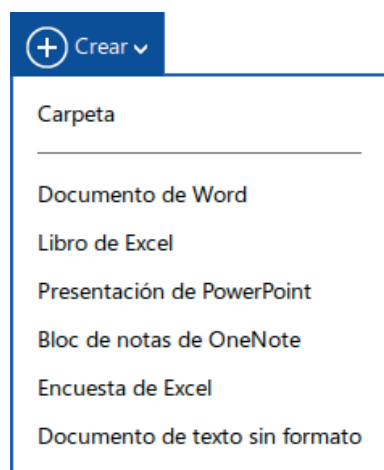 Crear
Carpeta
Documento de Word
Libro de Excel
Presentación de PowerPoint
Bloc de notas de OneNote
Encuesta de Excel
Documento de texto sin formato